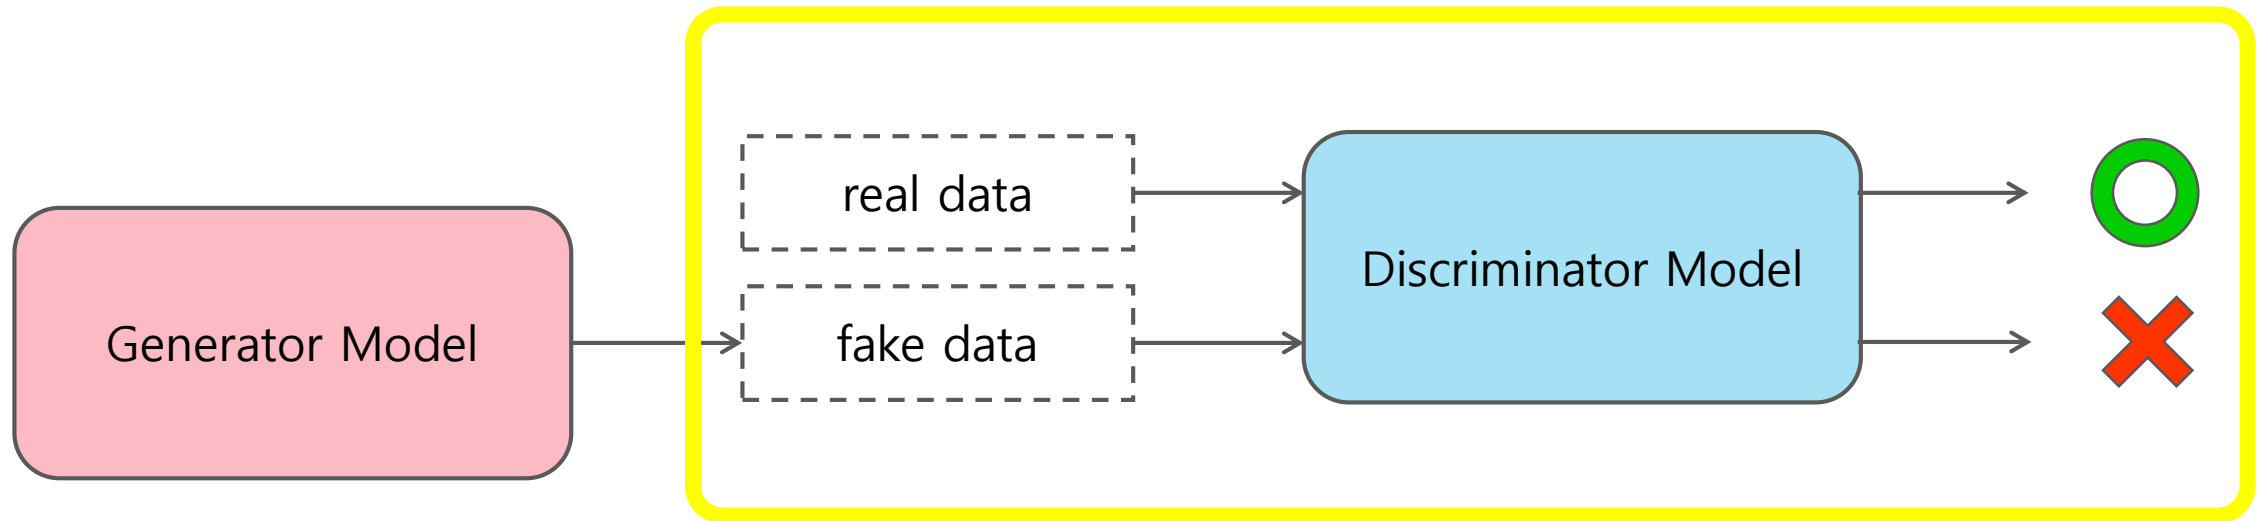 real data
Generator Model
fake data
Discriminator Model